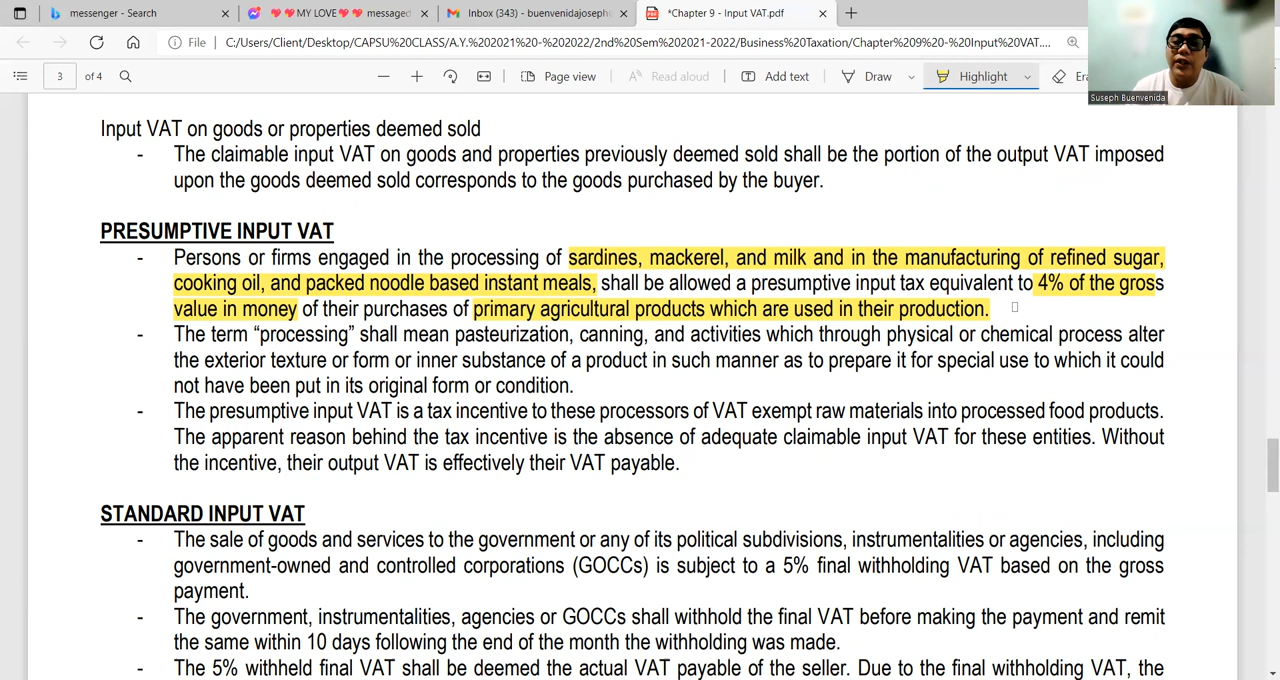 messenger - Search
MY LOVE messaged
Inbox (343) - buenvenidajoseph
*Chapter 9 - Input VAT.pdf
File
C:/Users/Client/Desktop/CAPSU%20CLASS/A.Y.%202021%20-%202022/2nd%20Sem%202021-2022/Business%20Taxation/Chapter%209%20-%20Input%20VAT....
3 of 4
Page view
Read aloud
Add text
Draw
Highlight
Era
Suseph Buenvenida
Input VAT on goods or properties deemed sold
- The claimable input VAT on goods and properties previously deemed sold shall be the portion of the output VAT imposed
upon the goods deemed sold corresponds to the goods purchased by the buyer.
PRESUMPTIVE INPUT VAT
- Persons or firms engaged in the processing of sardines, mackerel, and milk and in the manufacturing of refined sugar,
cooking oil, and packed noodle based instant meals, shall be allowed a presumptive input tax equivalent to 4% of the gross
value in money of their purchases of primary agricultural products which are used in their production.
- The term “processing” shall mean pasteurization, canning, and activities which through physical or chemical process alter
the exterior texture or form or inner substance of a product in such manner as to prepare it for special use to which it could
not have been put in its original form or condition.
- The presumptive input VAT is a tax incentive to these processors of VAT exempt raw materials into processed food products.
The apparent reason behind the tax incentive is the absence of adequate claimable input VAT for these entities. Without
the incentive, their output VAT is effectively their VAT payable.
STANDARD INPUT VAT
- The sale of goods and services to the government or any of its political subdivisions, instrumentalities or agencies, including
government-owned and controlled corporations (GOCCs) is subject to a 5% final withholding VAT based on the gross
payment.
- The government, instrumentalities, agencies or GOCCs shall withhold the final VAT before making the payment and remit
the same within 10 days following the end of the month the withholding was made.
- The 5% withheld final VAT shall be deemed the actual VAT payable of the seller. Due to the final withholding VAT, the